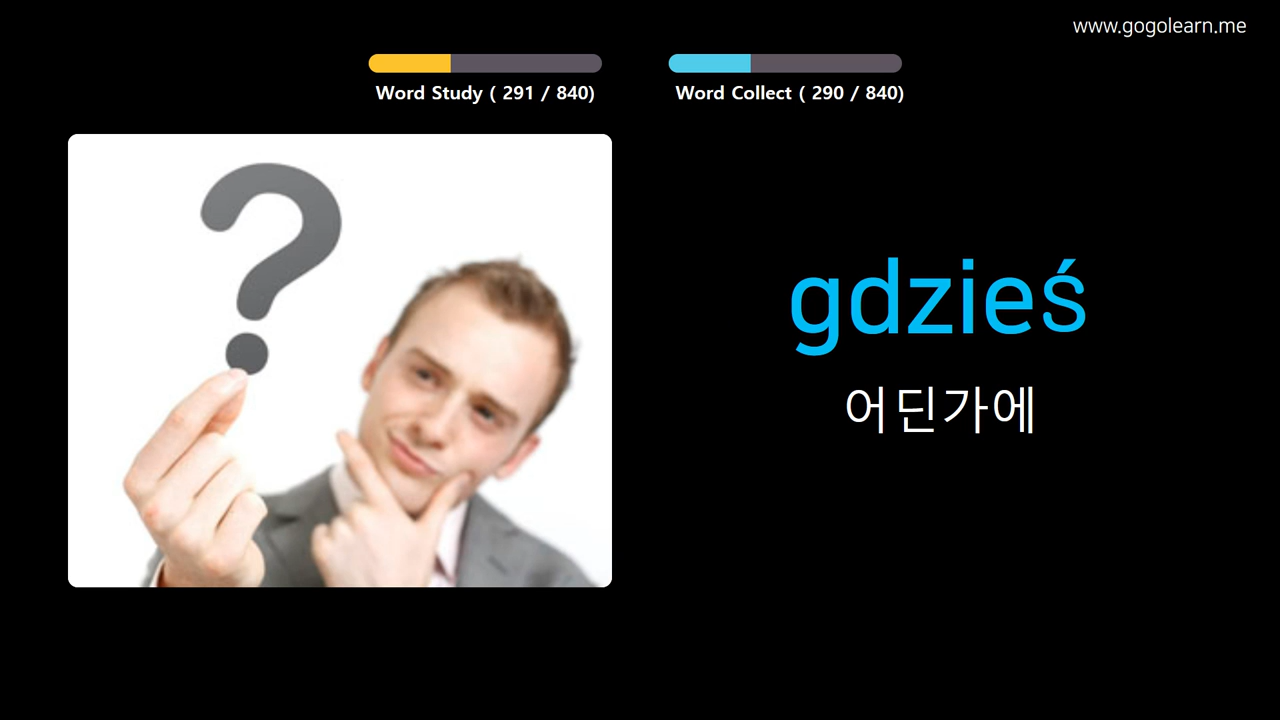 www.gogolearn.me
Word Study ( 291 / 840)
Word Collect ( 290 / 840)
?
gdzieś
어딘가에